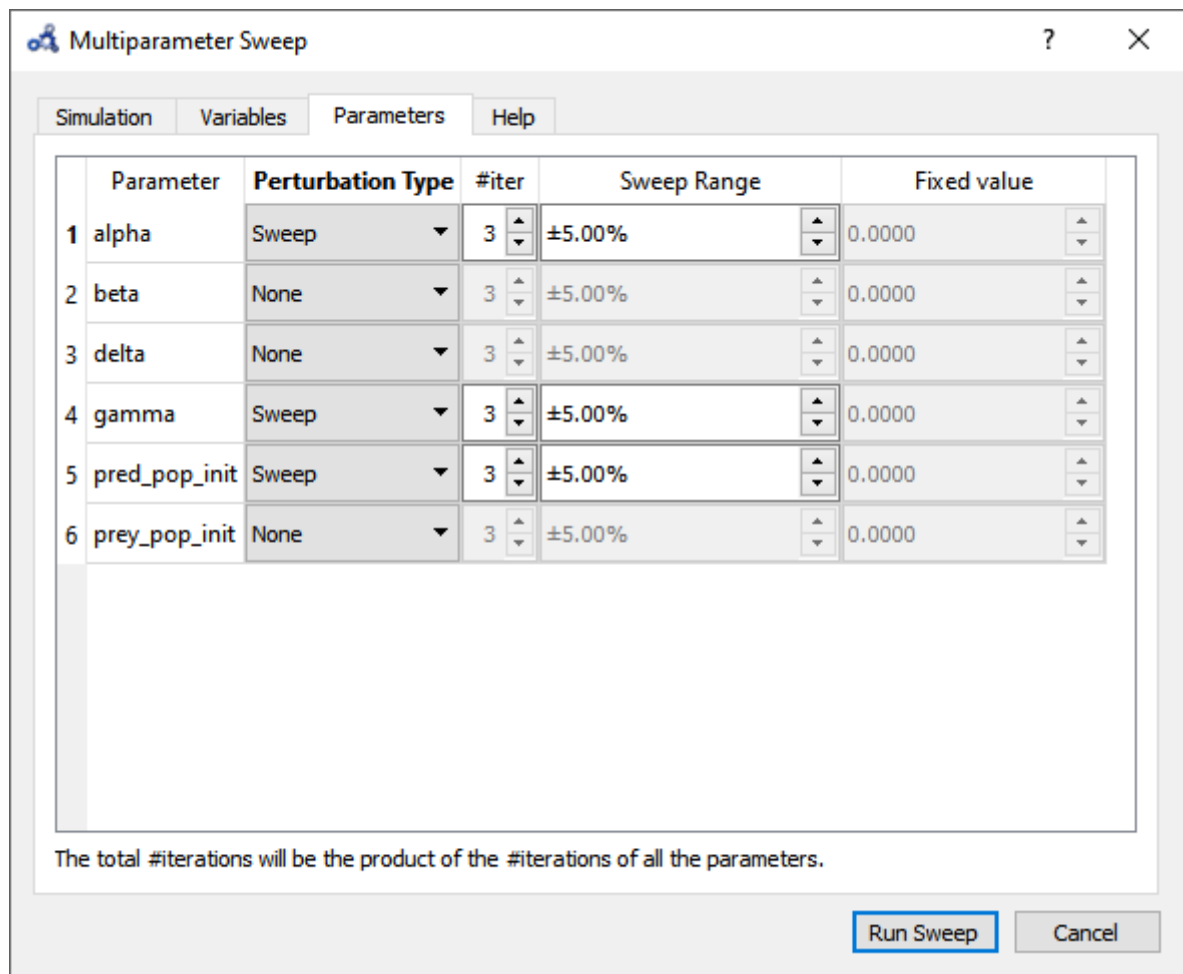 Multiparameter Sweep ?
Simulation Variables Parameters Help
Parameter Perturbation Type #iter Sweep Range Fixed value
1 alpha Sweep 3 ±5.00% 0.0000
2 beta None 3 ±5.00% 0.0000
3 delta None 3 ±5.00% 0.0000
4 gamma Sweep 3 ±5.00% 0.0000
5 pred_pop_init Sweep 3 ±5.00% 0.0000
6 prey_pop_init None 3 ±5.00% 0.0000
The total #iterations will be the product of the #iterations of all the parameters.
Run Sweep Cancel